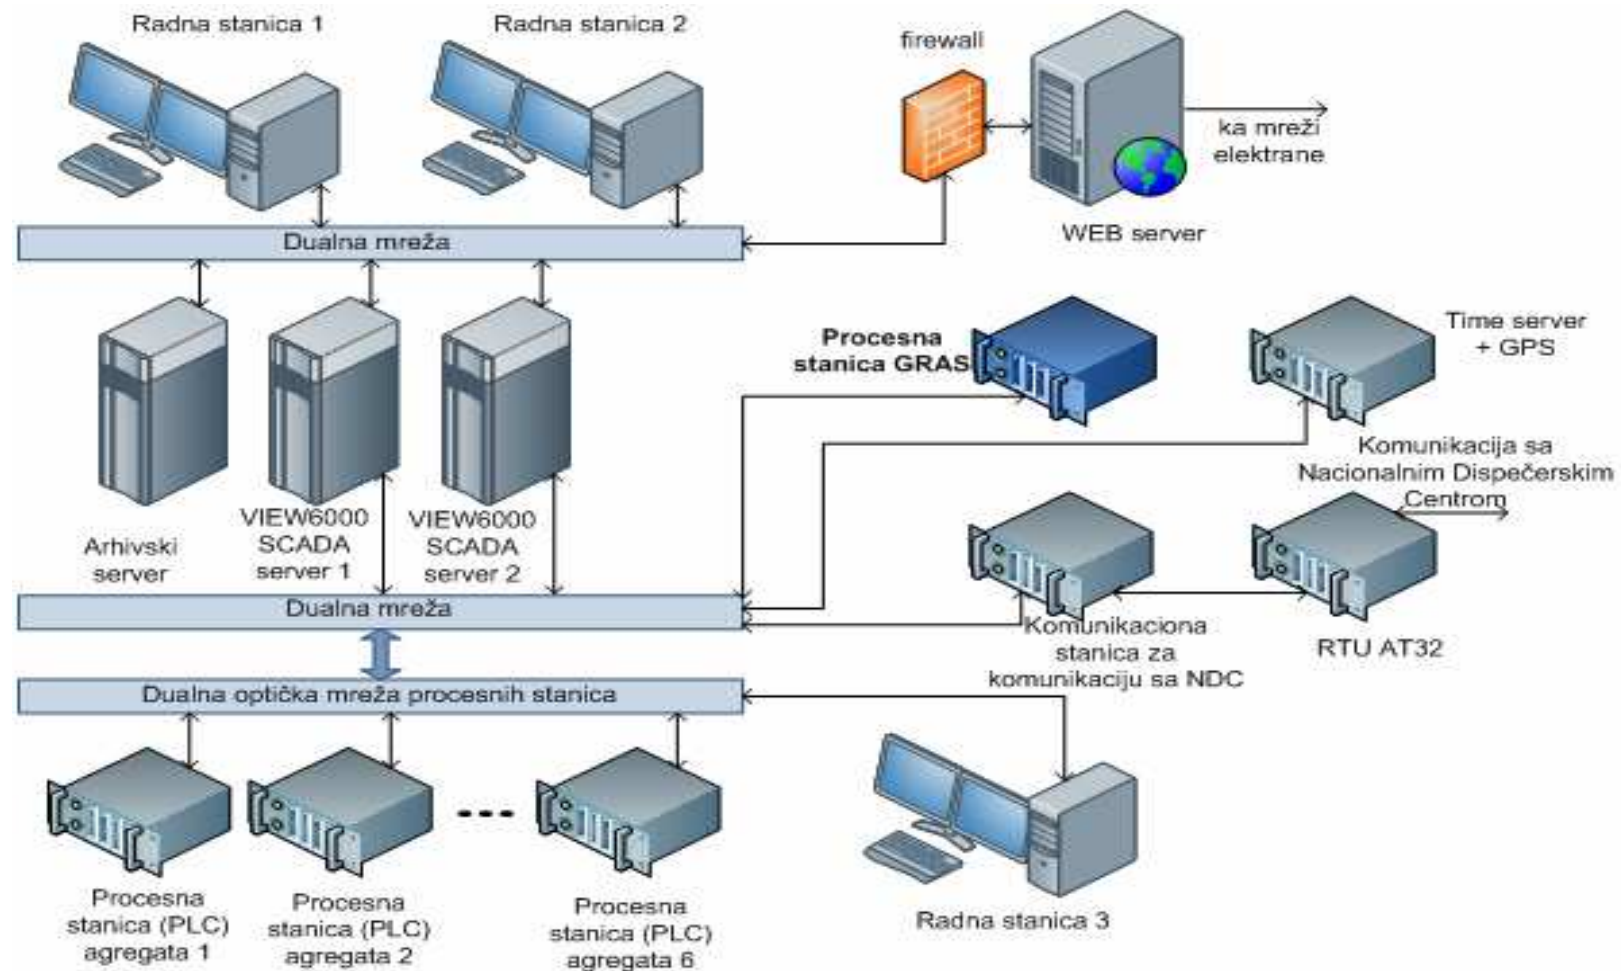 Radna stanica 1
Radna stanica 2
firewall
ka mreži
elektrane
WEB server
Dualna mreža
Procesna
stanica GRAS
Time server
+ GPS
Komunikacija sa
Nacionalnim Dispečerskim
Centrom
Arhivski
server
VIEW6000
SCADA
server 1
VIEW6000
SCADA
server 2
Dualna mreža
Komunikaciona
stanica za
komunikaciju sa NDC
RTU AT32
Dualna optička mreža procesnih stanica
Procesna
stanica (PLC)
agregata 1
Procesna
stanica (PLC)
agregata 2
Procesna
stanica (PLC)
agregata 6
Radna stanica 3